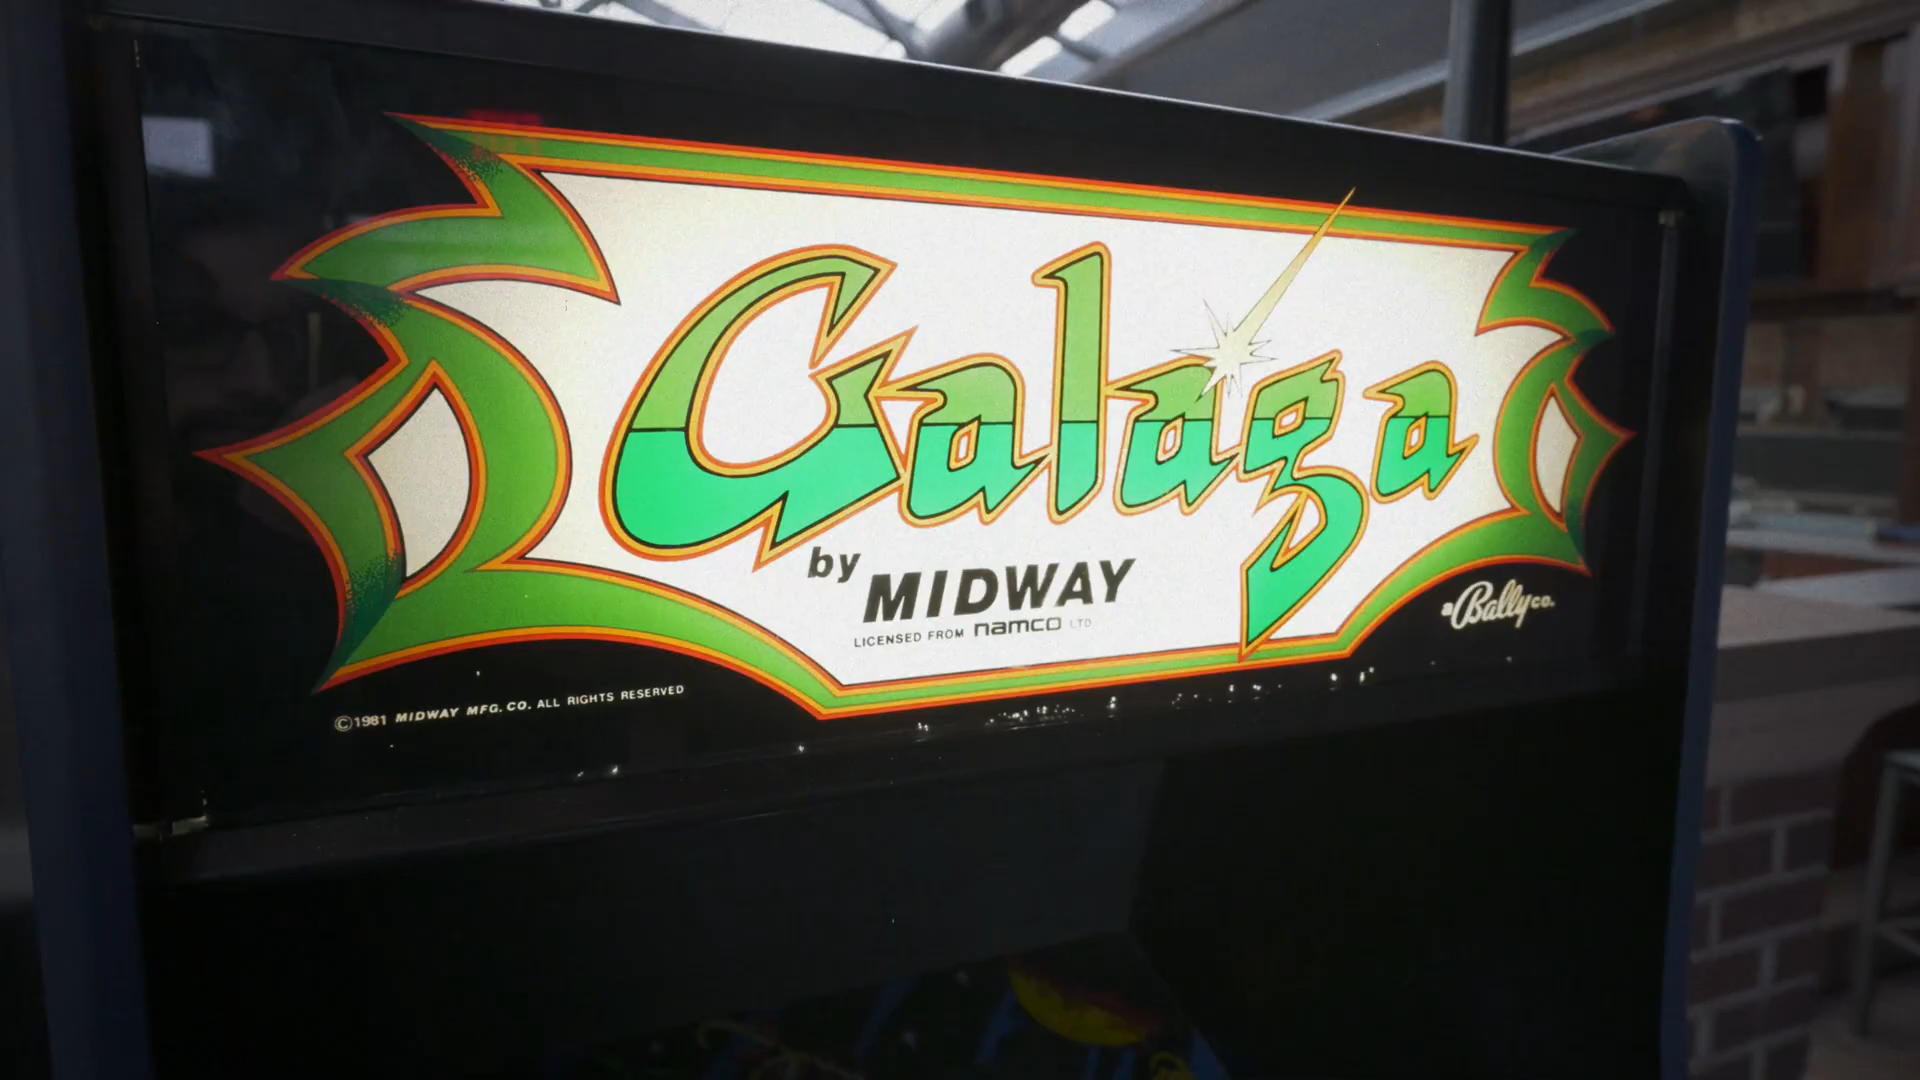 Galaga
by
MIDWAY
LICENSED FROM namco LTD
a Bally co.
©1981 MIDWAY MFG. CO. ALL RIGHTS RESERVED